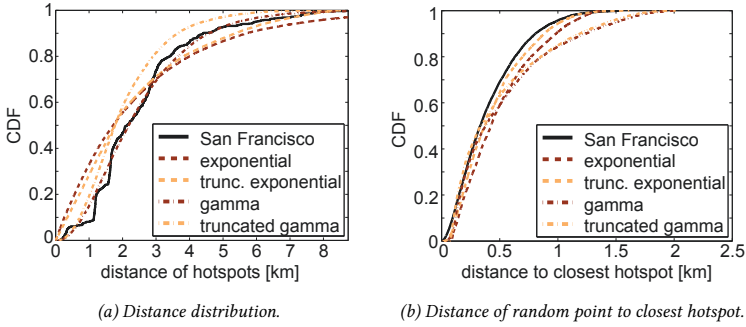 1
0.8
0.6
0.4
0.2
0
CDF
0 1 2 3 4 5 6 7 8
distance of hotspots [km]
San Francisco
exponential
trunc. exponential
gamma
truncated gamma
(a) Distance distribution.
1
0.8
0.6
0.4
0.2
0
CDF
0 0.5 1 1.5 2.0 2.5
distance to closest hotspot [km]
San Francisco
exponential
trunc. exponential
gamma
truncated gamma
(b) Distance of random point to closest hotspot.